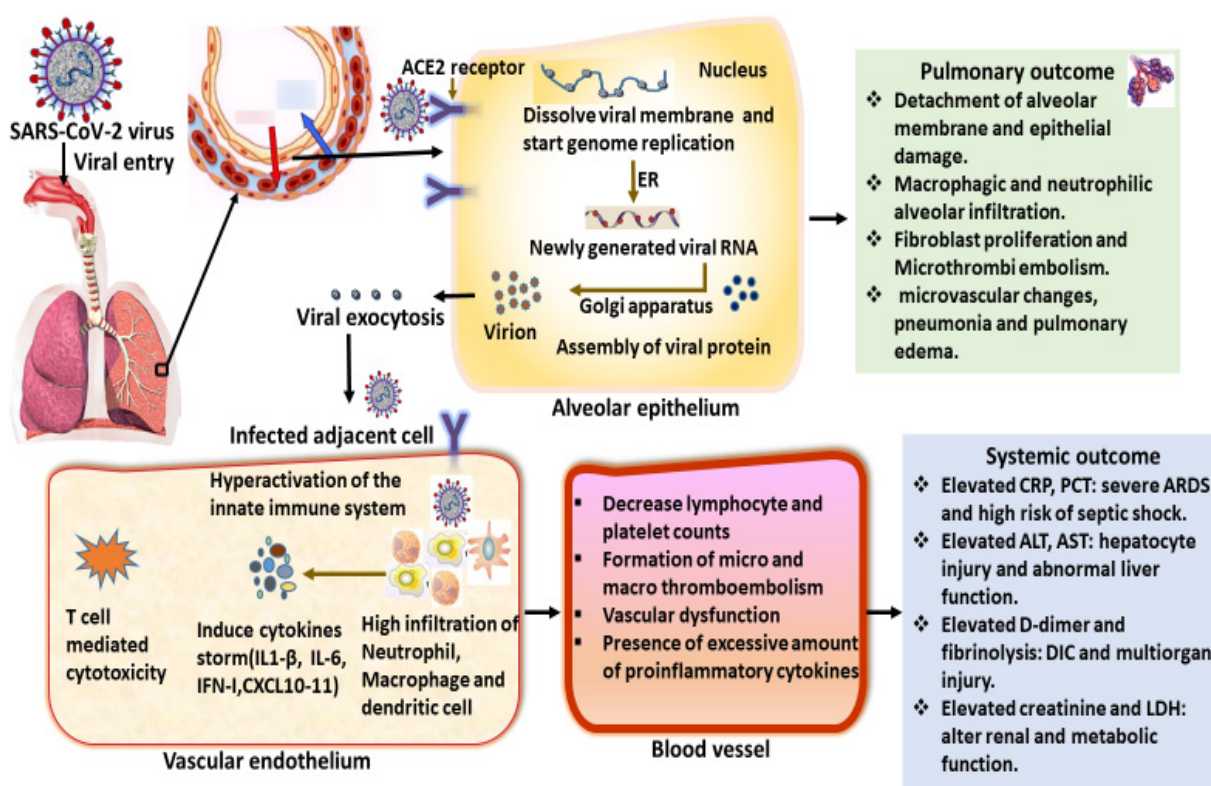 SARS-CoV-2 virus
Viral entry
ACE2 receptor
Nucleus
Dissolve viral membrane and
start genome replication
ER
Newly generated viral RNA
Golgi apparatus
Virion
Assembly of viral protein
Alveolar epithelium
Viral exocytosis
Infected adjacent cell
Pulmonary outcome
❖ Detachment of alveolar
membrane and epithelial
damage.
❖ Macrophagic and neutrophilic
alveolar infiltration.
❖ Fibroblast proliferation and
Microthrombi embolism.
❖ microvascular changes,
pneumonia and pulmonary
edema.
Hyperactivation of the
innate immune system
T cell
mediated
cytotoxicity
Induce cytokines
storm(IL1-β, IL-6,
IFN-I,CXCL10-11)
High infiltration of
Neutrophil,
Macrophage and
dendritic cell
Vascular endothelium
▪ Decrease lymphocyte and
platelet counts
▪ Formation of micro and
macro thromboembolism
▪ Vascular dysfunction
▪ Presence of excessive amount
of proinflammatory cytokines
Blood vessel
Systemic outcome
❖ Elevated CRP, PCT: severe ARDS
and high risk of septic shock.
❖ Elevated ALT, AST: hepatocyte
injury and abnormal liver
function.
❖ Elevated D-dimer and
fibrinolysis: DIC and multiorgan
injury.
❖ Elevated creatinine and LDH:
alter renal and metabolic
function.